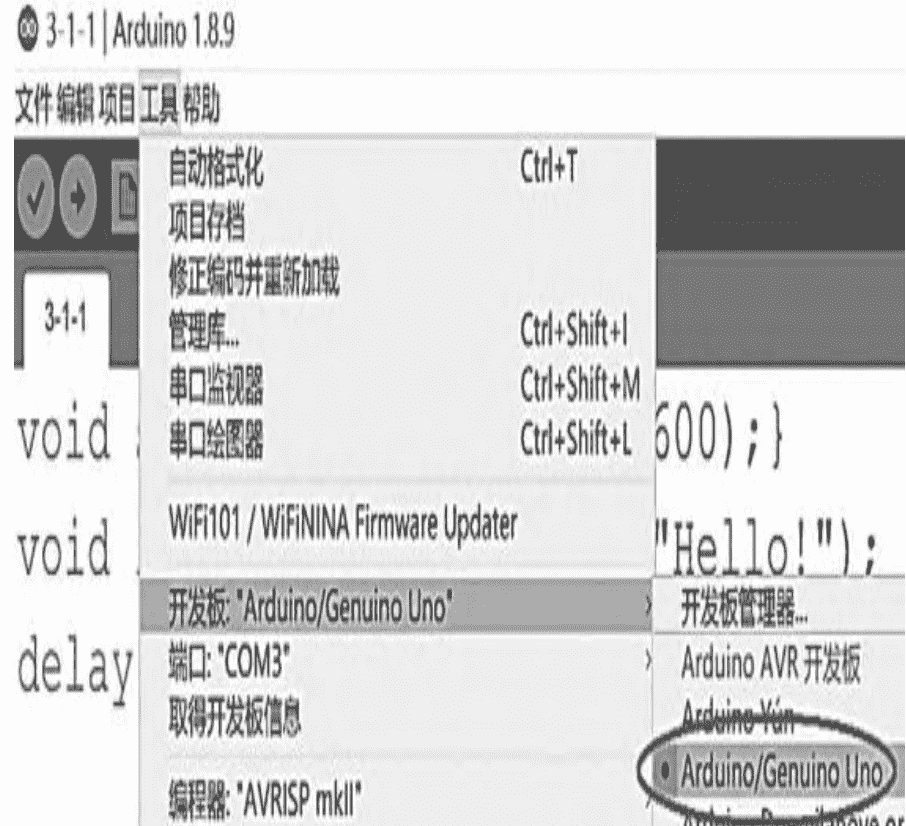 3-1-1 | Arduino 1.8.9
文件 编辑 项目 工具 帮助
自动格式化 Ctrl+T
项目存档
修正编码并重新加载
3-1-1
管理库... Ctrl+Shift+I
串口监视器 Ctrl+Shift+M
串口绘图器 Ctrl+Shift+L
void 600);}
WiFi101 / WiFiNINA Firmware Updater
void "Hello!");
开发板: "Arduino/Genuino Uno"
开发板管理器...
端口: "COM3"
Arduino AVR 开发板
delay
取得开发板信息
Arduino Yún
Arduino/Genuino Uno
编程器: "AVRISP mkII"